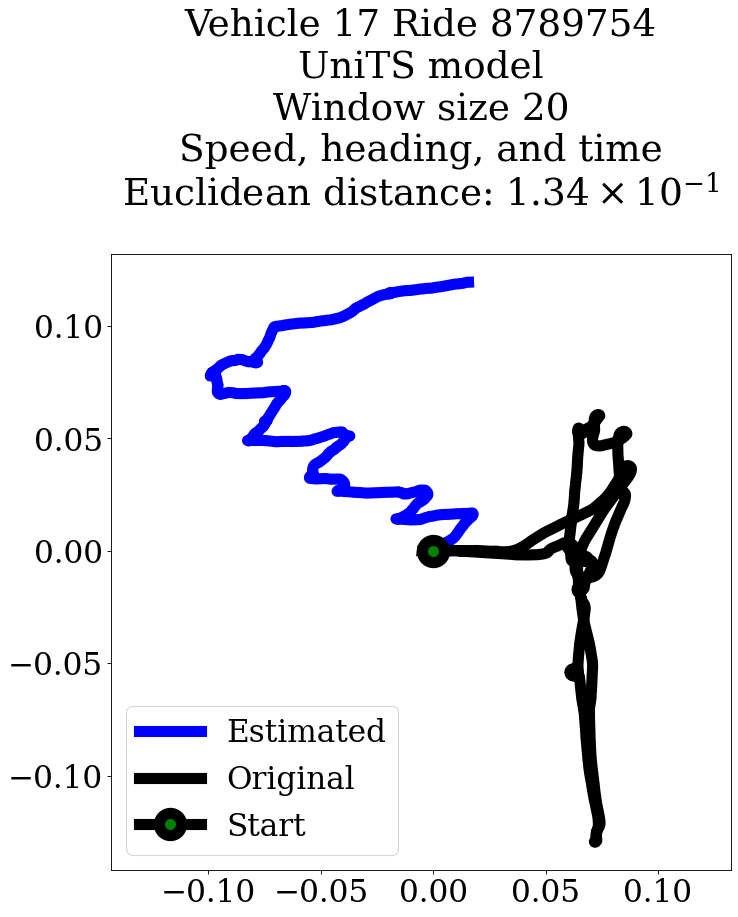 Vehicle 17 Ride 8789754
UniTS model
Window size 20
Speed, heading, and time
Euclidean distance: 1.34 × 10⁻¹
0.10
0.05
0.00
−0.05
−0.10
Estimated
Original
Start
−0.10 −0.05 0.00 0.05 0.10